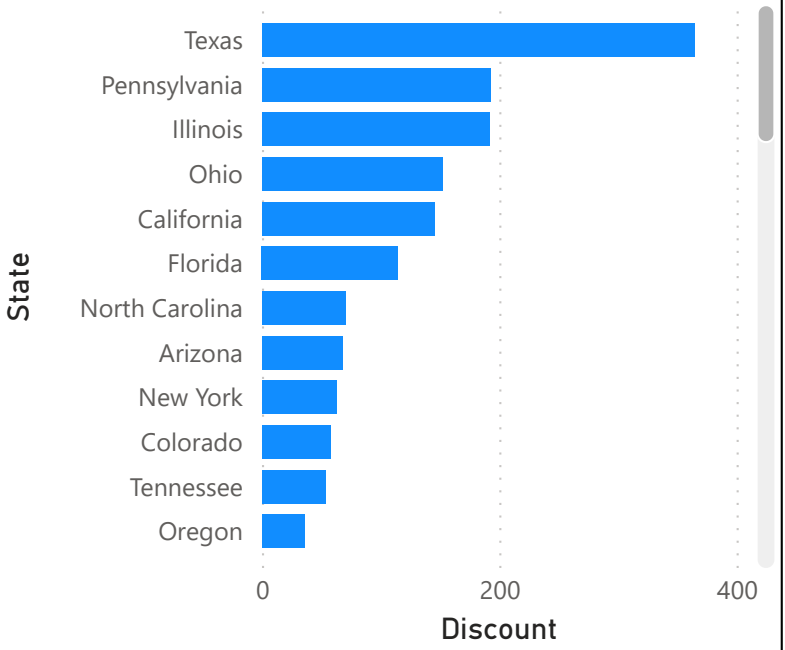 Texas
Pennsylvania
Illinois
Ohio
California
Florida
North Carolina
Arizona
New York
Colorado
Tennessee
Oregon
State
0 200 400
Discount